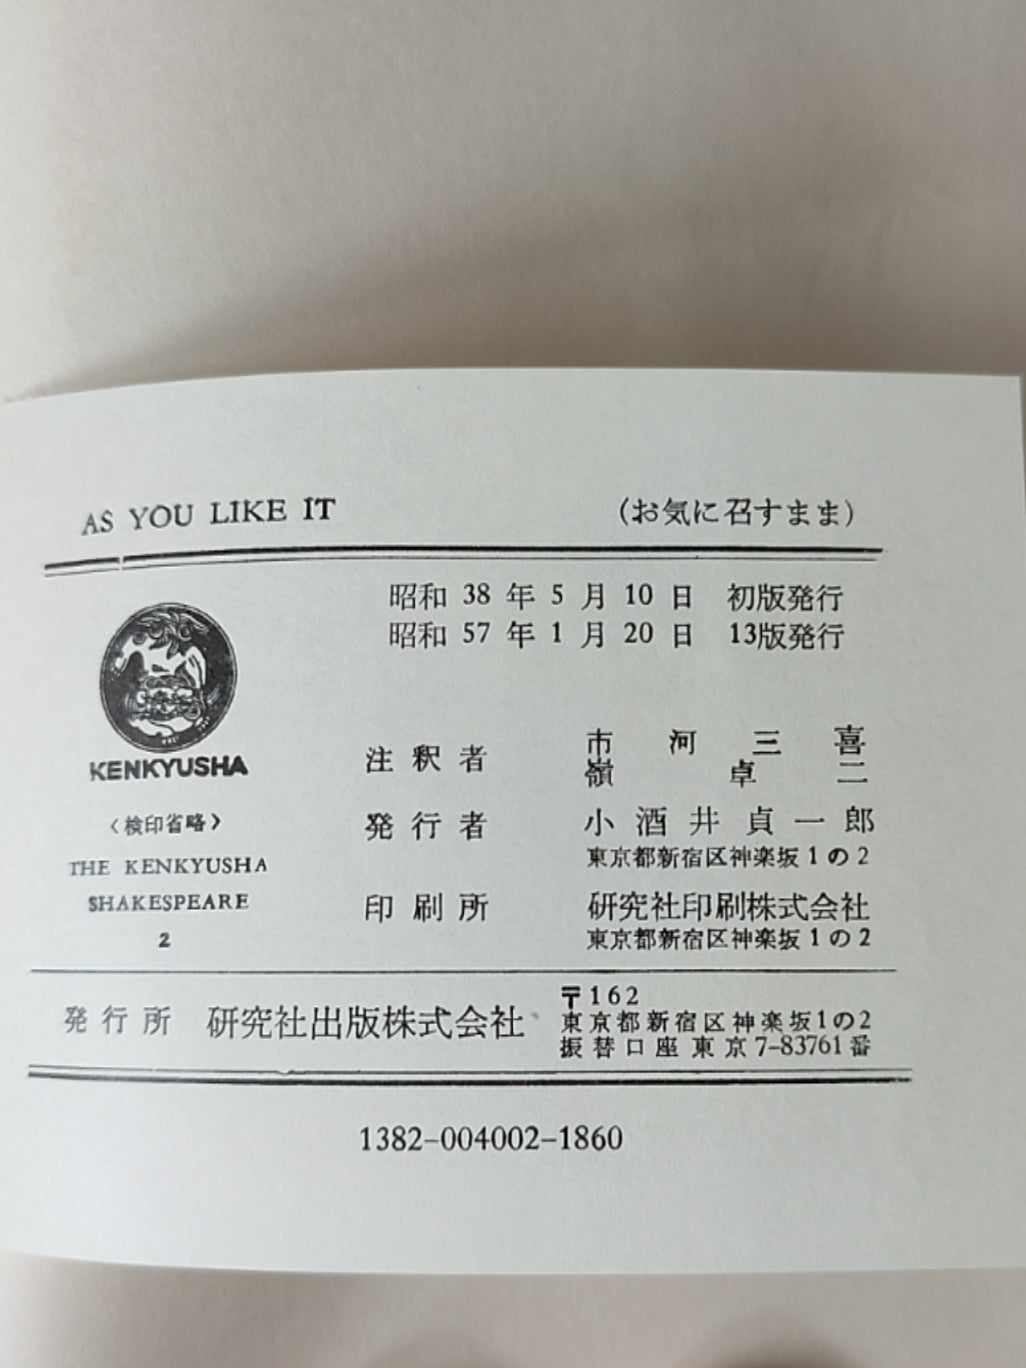 AS YOU LIKE IT (お気に召すまま)
昭和 38 年 5 月 10 日 初版発行
昭和 57 年 1 月 20 日 13版発行
KENKYUSHA
〈検印省略〉
THE KENKYUSHA
SHAKESPEARE
2
注釈者 市河三喜
嶺卓二
発行者 小酒井貞一郎
東京都新宿区神楽坂1の2
印刷所 研究社印刷株式会社
東京都新宿区神楽坂1の2
発行所 研究社出版株式会社
〒162
東京都新宿区神楽坂1の2
振替口座東京7-83761番
1382-004002-1860